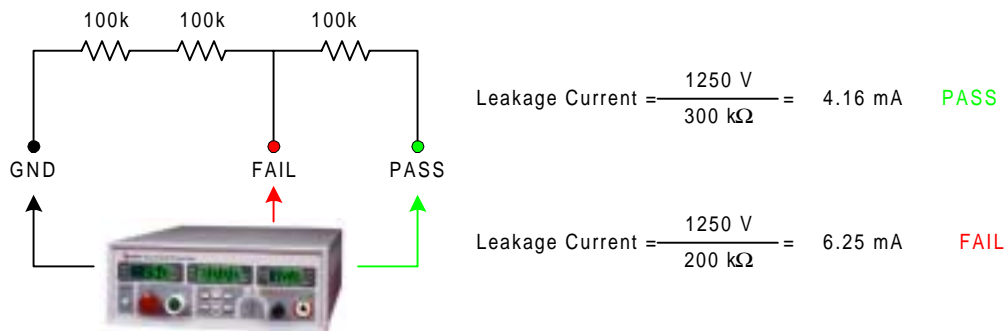 100k 100k 100k
GND FAIL PASS
Leakage Current = 1250 V / 300 kΩ = 4.16 mA PASS
Leakage Current = 1250 V / 200 kΩ = 6.25 mA FAIL